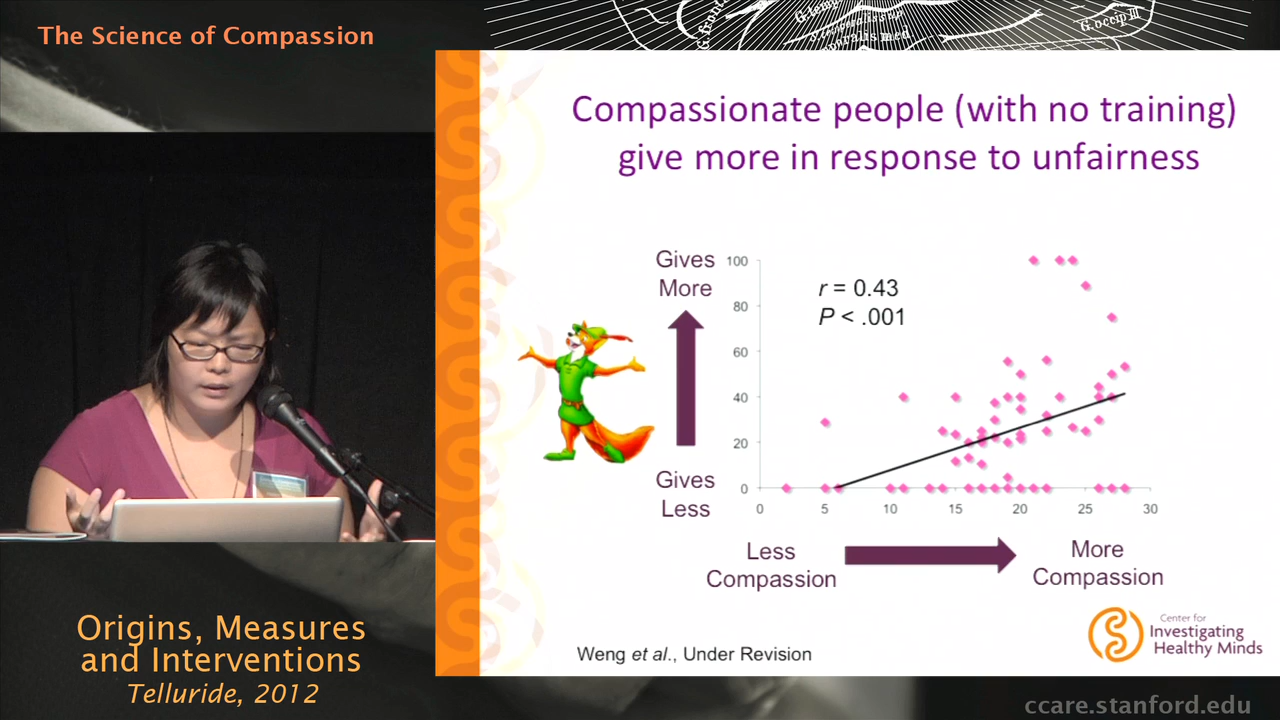 The Science of Compassion
G.occip III
Compassionate people (with no training)
give more in response to unfairness
Gives
More
Gives
Less
r = 0.43
P < .001
100
80
60
40
20
0
0 5 10 15 20 25 30
Less
Compassion
More
Compassion
Weng et al., Under Revision
Center for
Investigating
Healthy Minds
Origins, Measures
and Interventions
Telluride, 2012
ccare.stanford.edu